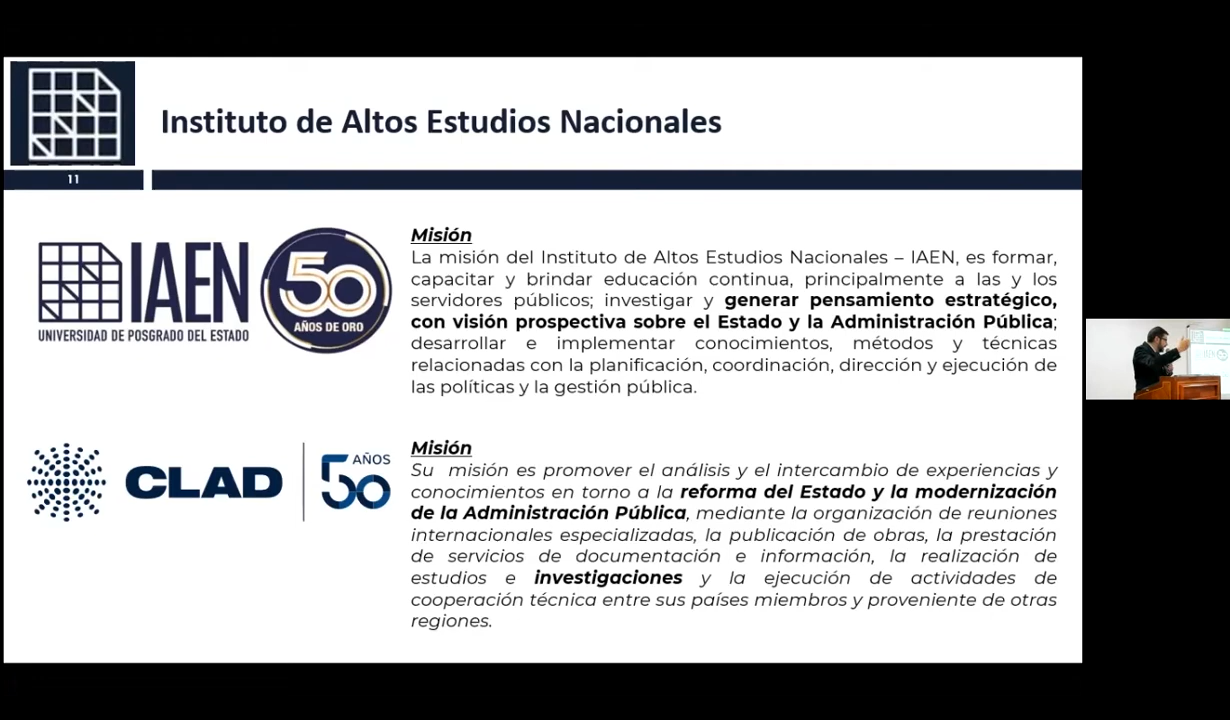 Instituto de Altos Estudios Nacionales
11
IAEN
UNIVERSIDAD DE POSGRADO DEL ESTADO
50
AÑOS DE ORO
Misión
La misión del Instituto de Altos Estudios Nacionales – IAEN, es formar,
capacitar y brindar educación continua, principalmente a las y los
servidores públicos; investigar y generar pensamiento estratégico,
con visión prospectiva sobre el Estado y la Administración Pública;
desarrollar e implementar conocimientos, métodos y técnicas
relacionadas con la planificación, coordinación, dirección y ejecución de
las políticas y la gestión pública.
CLAD
AÑOS
50
Misión
Su misión es promover el análisis y el intercambio de experiencias y
conocimientos en torno a la reforma del Estado y la modernización
de la Administración Pública, mediante la organización de reuniones
internacionales especializadas, la publicación de obras, la prestación
de servicios de documentación e información, la realización de
estudios e investigaciones y la ejecución de actividades de
cooperación técnica entre sus países miembros y proveniente de otras
regiones.